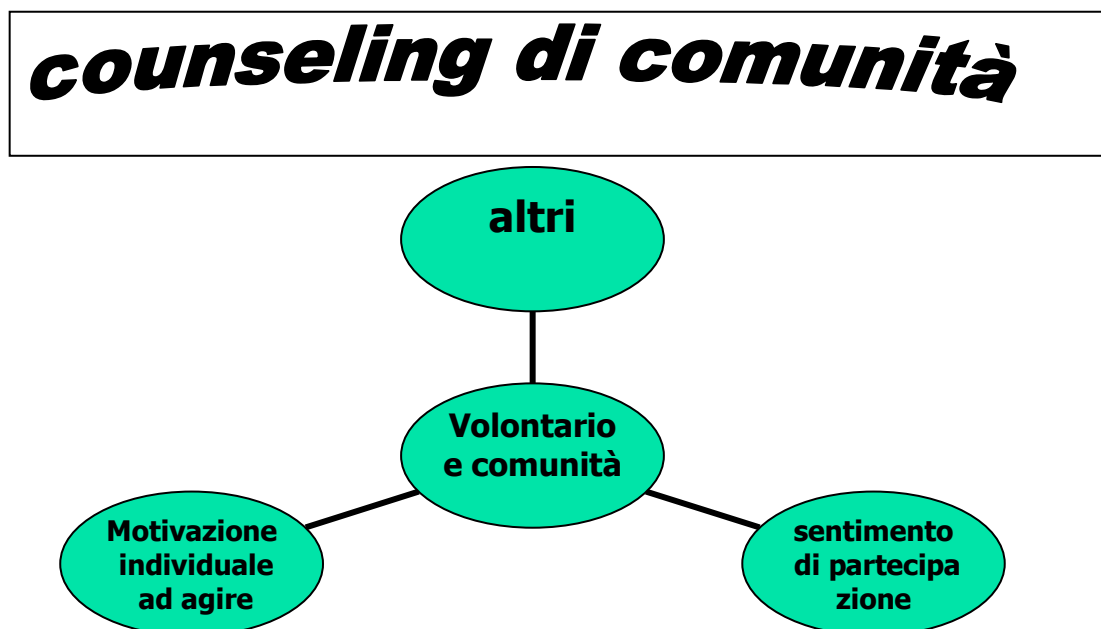 counseling di comunità
altri
Volontario
e comunità
Motivazione
individuale
ad agire
sentimento
di partecipa
zione